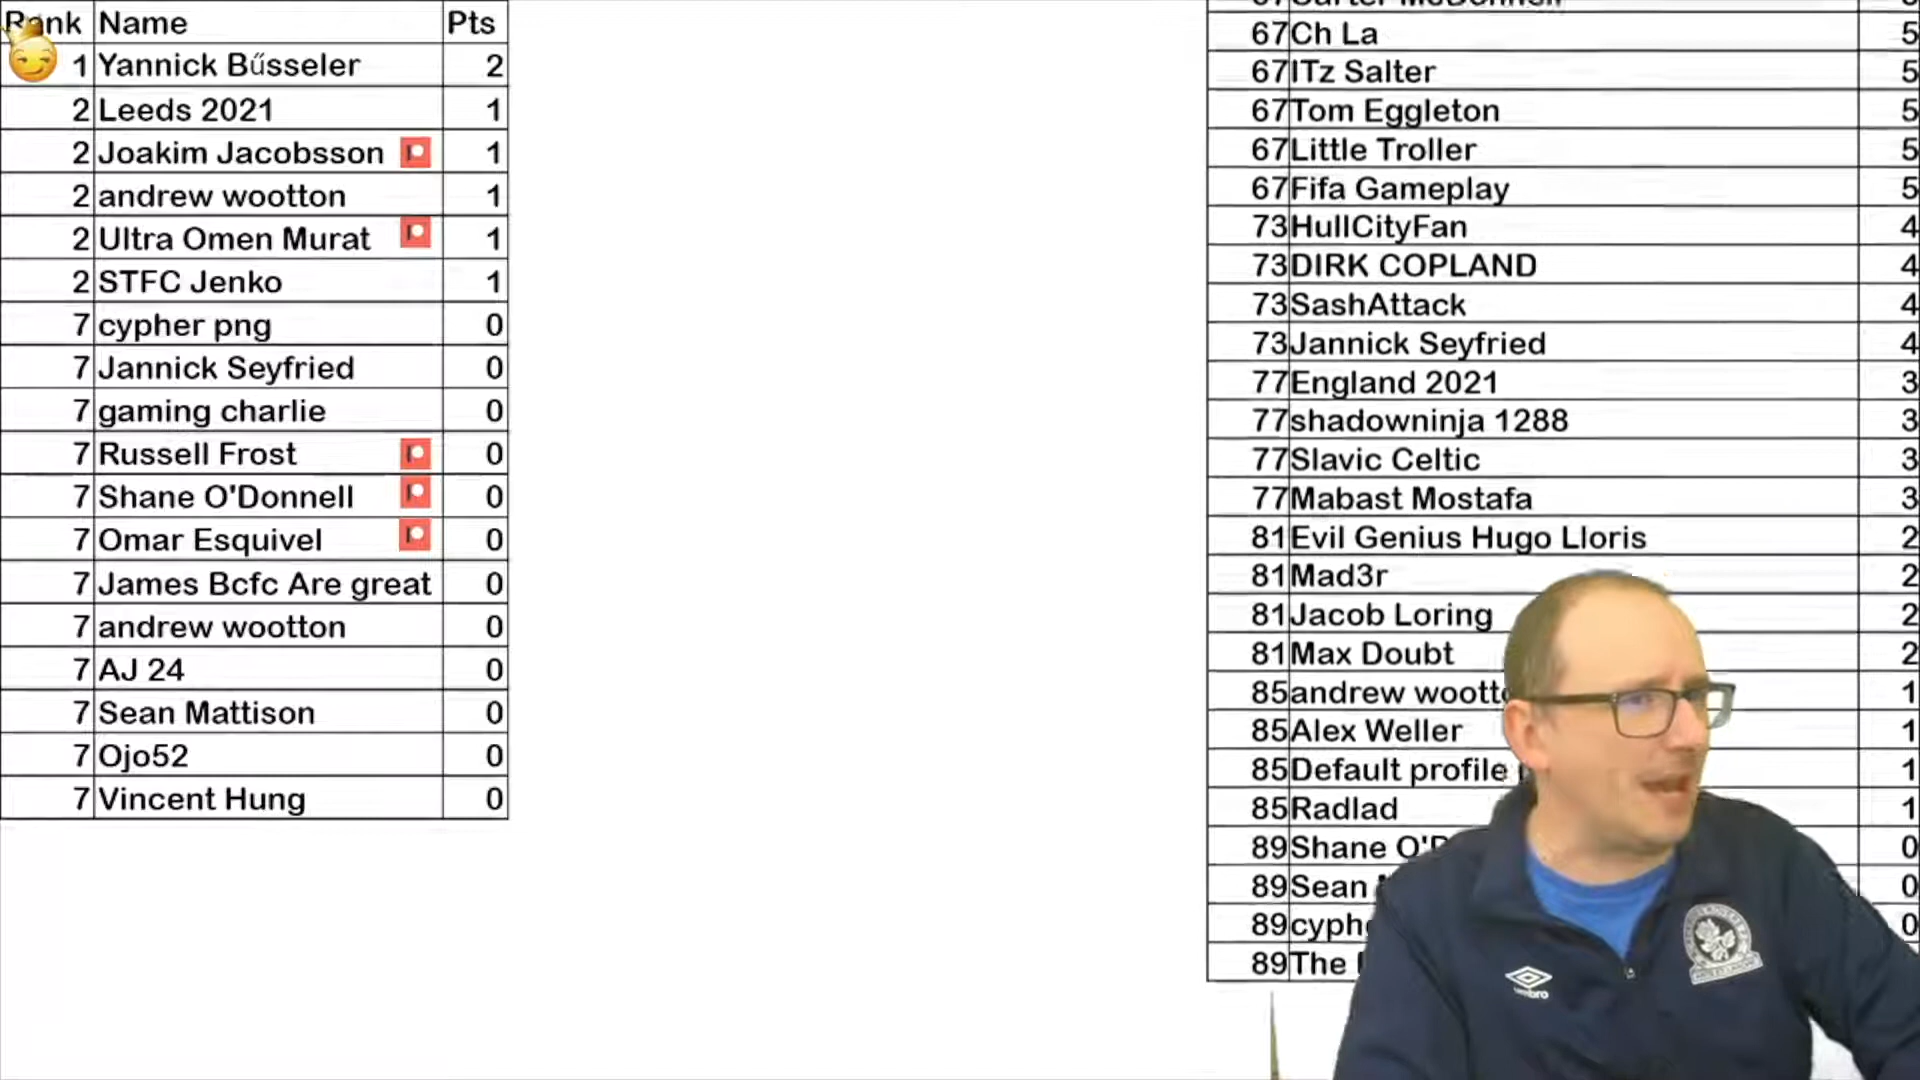 Rank Name Pts
1 Yannick Bűsseler 2
2 Leeds 2021 1
2 Joakim Jacobsson 1
2 andrew wootton 1
2 Ultra Omen Murat 1
2 STFC Jenko 1
7 cypher png 0
7 Jannick Seyfried 0
7 gaming charlie 0
7 Russell Frost 0
7 Shane O'Donnell 0
7 Omar Esquivel 0
7 James Bcfc Are great 0
7 andrew wootton 0
7 AJ 24 0
7 Sean Mattison 0
7 Ojo52 0
7 Vincent Hung 0
67 Ch La 5
67 ITz Salter 5
67 Tom Eggleton 5
67 Little Troller 5
67 Fifa Gameplay 5
73 HullCityFan 4
73 DIRK COPLAND 4
73 SashAttack 4
73 Jannick Seyfried 4
77 England 2021 3
77 shadowninja 1288 3
77 Slavic Celtic 3
77 Mabast Mostafa 3
81 Evil Genius Hugo Lloris 2
81 Mad3r 2
81 Jacob Loring 2
81 Max Doubt 2
85 andrew 1
85 Alex Weller 1
85 Default profile 1
85 Radlad 1
89 Shane 0
89 Sean 0
89 0
89 The
umbro